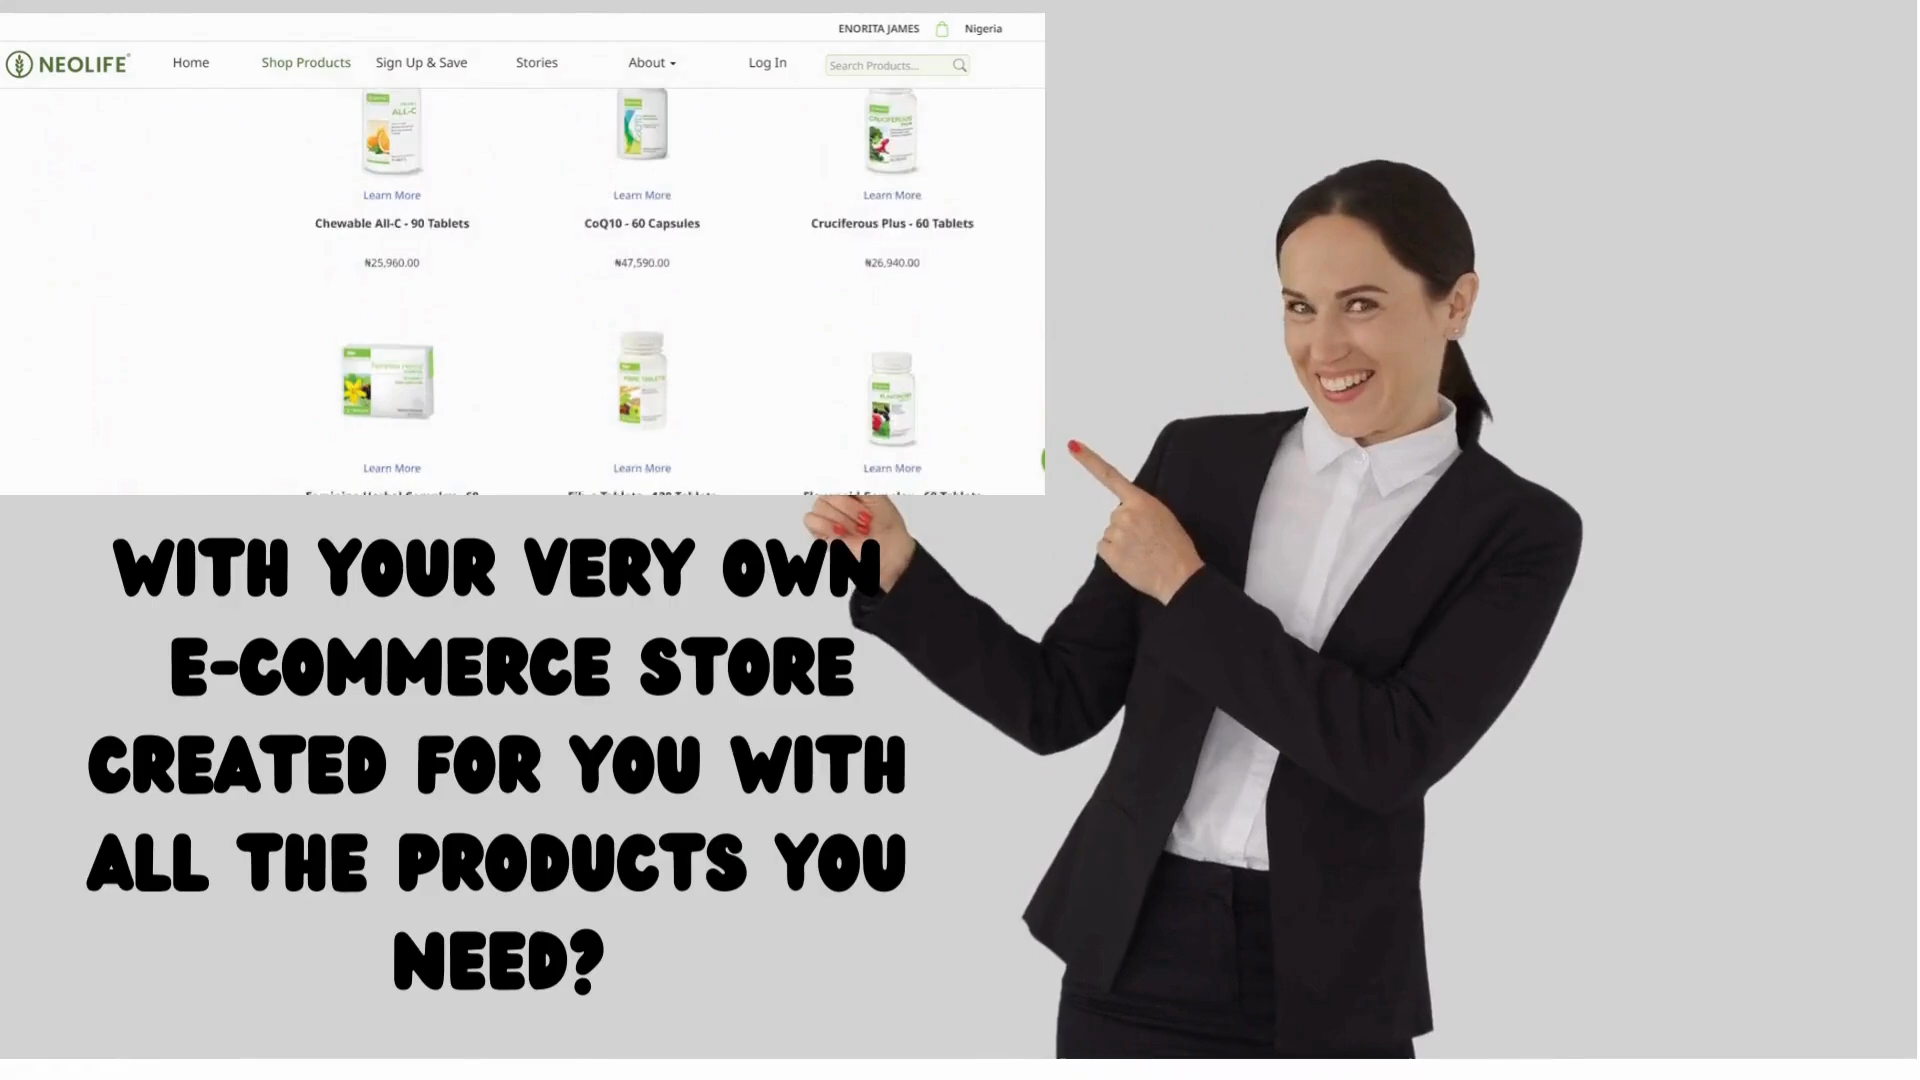 ENORITA JAMES Nigeria
NEOLIFE Home Shop Products Sign Up & Save Stories About Log In Search Products...
ALL-C
Learn More Learn More Learn More
Chewable All-C - 90 Tablets CoQ10 - 60 Capsules Cruciferous Plus - 60 Tablets
₦25,960.00 ₦47,590.00 ₦26,940.00
Learn More Learn More Learn More
WITH YOUR VERY OWN
E-COMMERCE STORE
CREATED FOR YOU WITH
ALL THE PRODUCTS YOU
NEED?